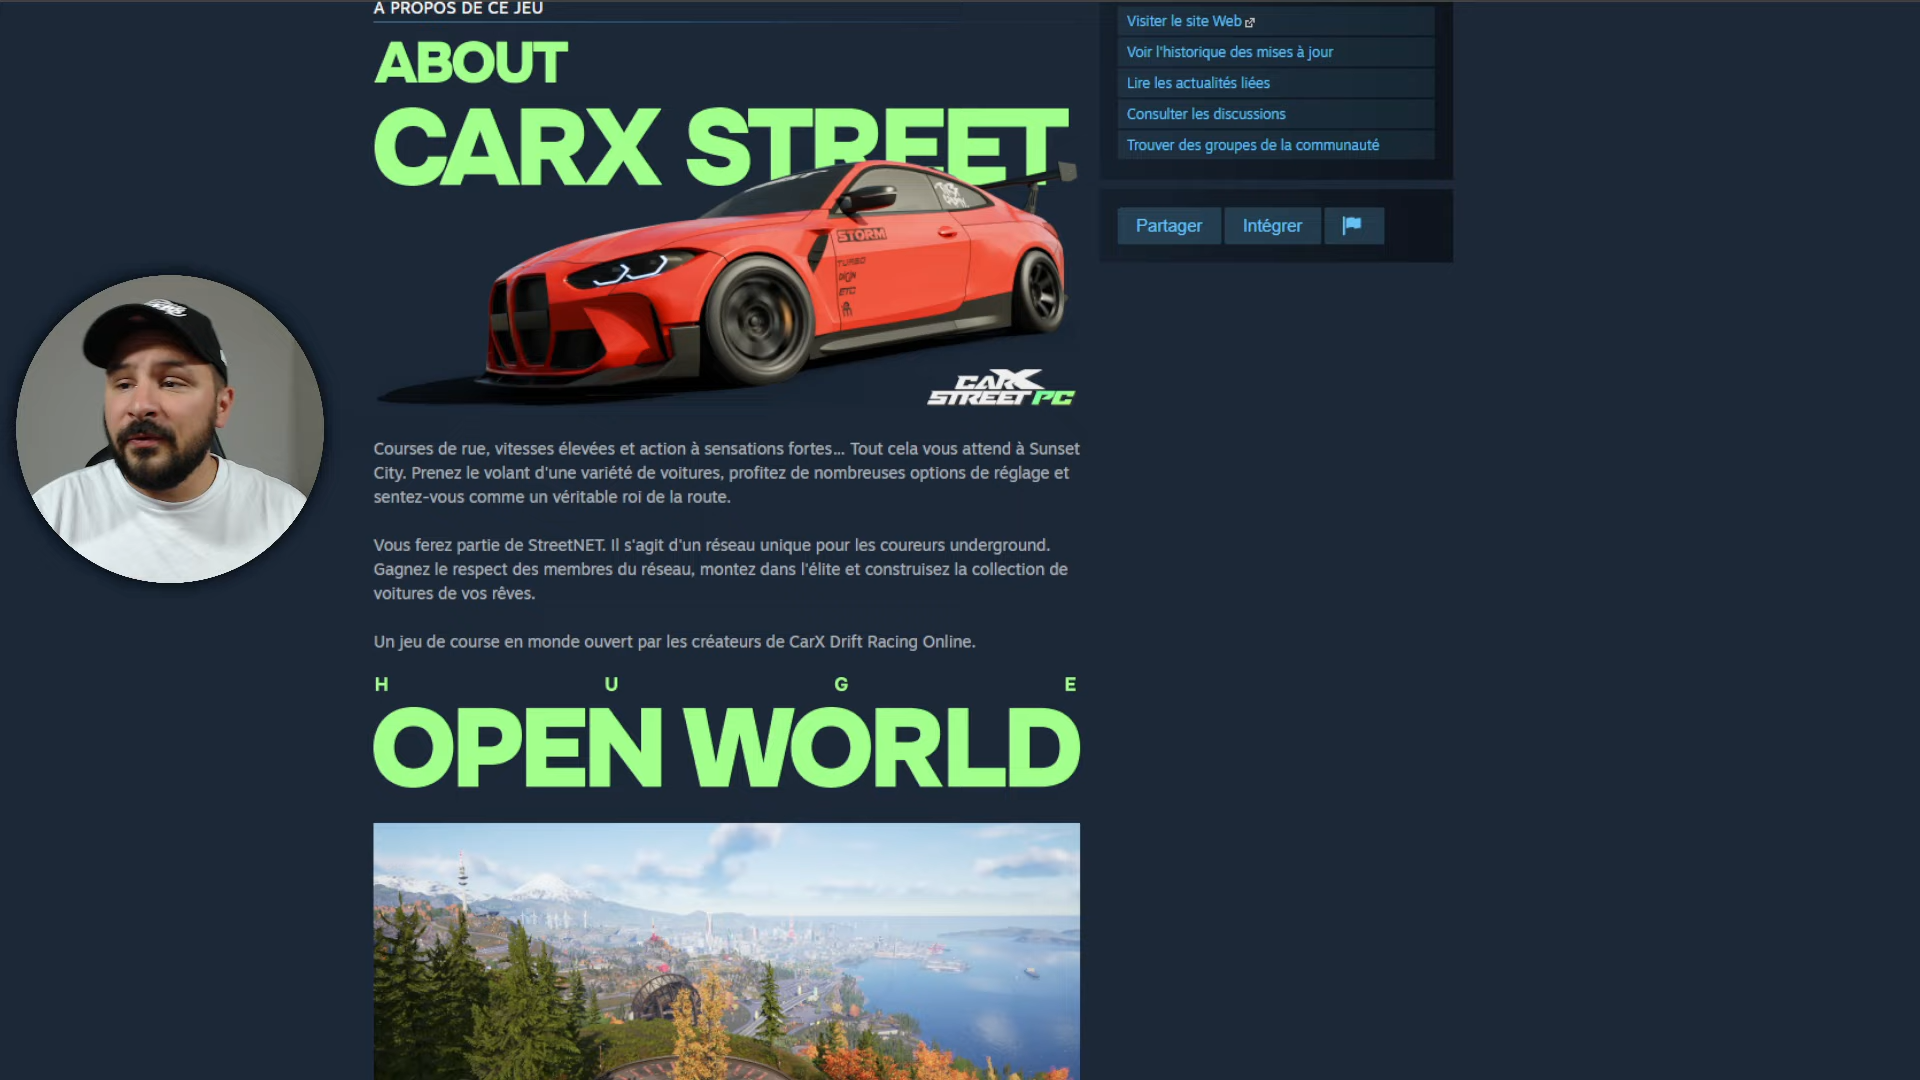 A PROPOS DE CE JEU
ABOUT
CARX STREET
STORM
TURBO
ETC
CARX
STREET PC
Courses de rue, vitesses élevées et action à sensations fortes... Tout cela vous attend à Sunset
City. Prenez le volant d'une variété de voitures, profitez de nombreuses options de réglage et
sentez-vous comme un véritable roi de la route.
Vous ferez partie de StreetNET. Il s'agit d'un réseau unique pour les coureurs underground.
Gagnez le respect des membres du réseau, montez dans l'élite et construisez la collection de
voitures de vos rêves.
Un jeu de course en monde ouvert par les créateurs de CarX Drift Racing Online.
H U G E
OPEN WORLD
Visiter le site Web
Voir l'historique des mises à jour
Lire les actualités liées
Consulter les discussions
Trouver des groupes de la communauté
Partager
Intégrer